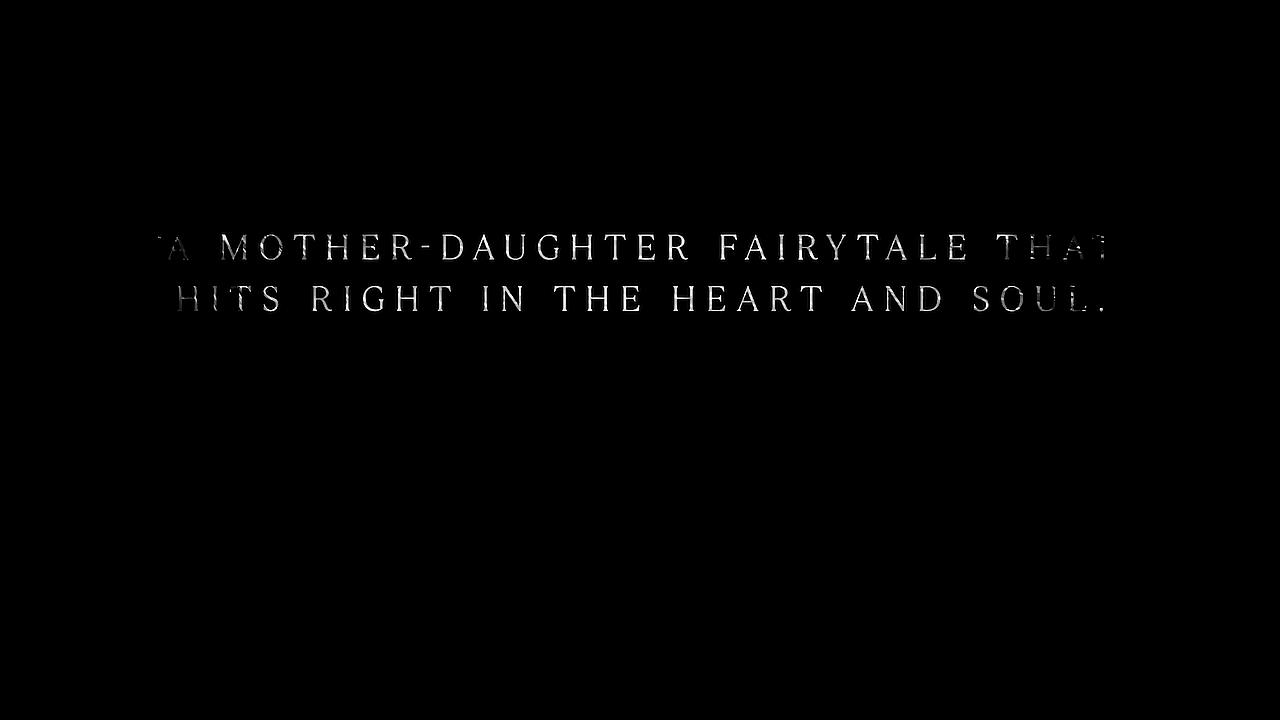 "A MOTHER-DAUGHTER FAIRYTALE THAT
HITS RIGHT IN THE HEART AND SOUL.